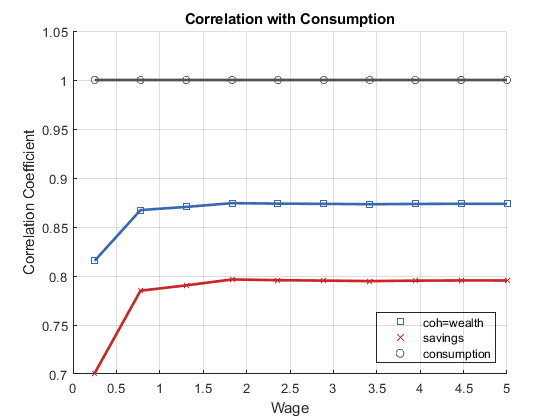 Correlation with Consumption
1.05
1
0.95
0.9
0.85
0.8
0.75
0.7
Correlation Coefficient
0 0.5 1 1.5 2 2.5 3 3.5 4 4.5 5
Wage
coh=wealth
savings
consumption